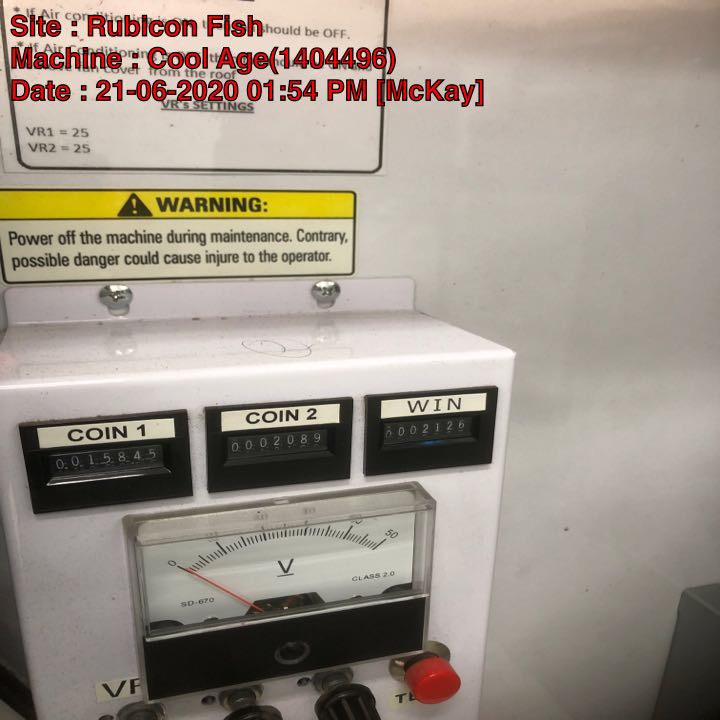 Site : Rubicon Fish
Machine : Cool Age(1404496)
Date : 21-06-2020 01:54 PM [McKay]
should be OFF.
from the roof
VR's SETTINGS
VR1 = 25
VR2 = 25
WARNING:
Power off the machine during maintenance. Contrary,
possible danger could cause injure to the operator.
COIN 1
0015845
COIN 2
0002089
WIN
0002126
0
50
V
SD-670
CLASS 2.0